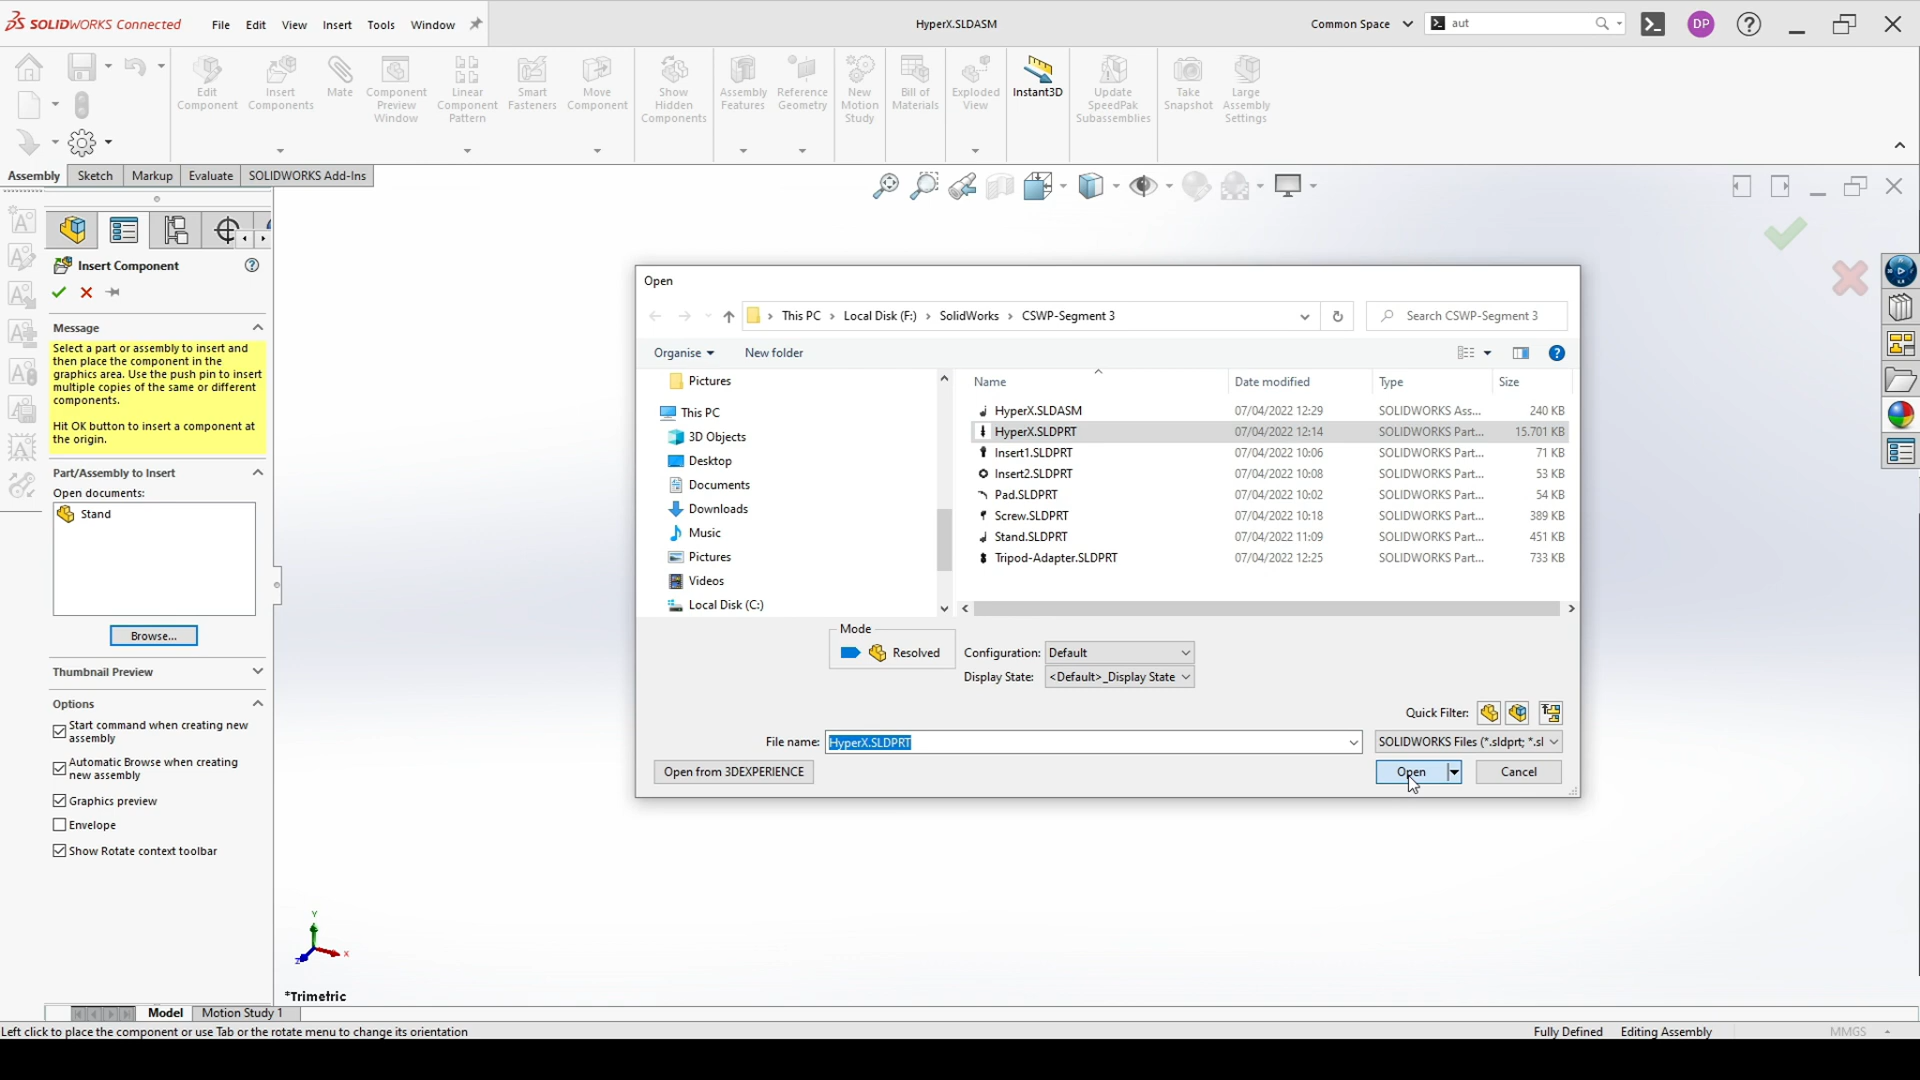 SOLIDWORKS Connected
File Edit View Insert Tools Window
HyperX.SLDASM
Common Space
aut
DP
Edit Component
Insert Components
Mate
Component Preview Window
Linear Component Pattern
Smart Fasteners
Move Component
Show Hidden Components
Assembly Features
Reference Geometry
New Motion Study
Bill of Materials
Exploded View
Instant3D
Update SpeedPak Subassemblies
Take Snapshot
Large Assembly Settings
Assembly Sketch Markup Evaluate SOLIDWORKS Add-Ins
Insert Component
Message
Select a part or assembly to insert and
then place the component in the
graphics area. Use the push pin to insert
multiple copies of the same or different
components.
Hit OK button to insert a component at
the origin.
Part/Assembly to Insert
Open documents:
Stand
Browse...
Thumbnail Preview
Options
Start command when creating new
assembly
Automatic Browse when creating
new assembly
Graphics preview
Envelope
Show Rotate context toolbar
Open
This PC › Local Disk (F:) › SolidWorks › CSWP-Segment 3
Search CSWP-Segment 3
Organise New folder
Pictures
This PC
3D Objects
Desktop
Documents
Downloads
Music
Pictures
Videos
Local Disk (C:)
Name Date modified Type Size
HyperX.SLDASM 07/04/2022 12:29 SOLIDWORKS Ass... 240 KB
HyperX.SLDPRT 07/04/2022 12:14 SOLIDWORKS Part... 15.701 KB
Insert1.SLDPRT 07/04/2022 10:06 SOLIDWORKS Part... 71 KB
Insert2.SLDPRT 07/04/2022 10:08 SOLIDWORKS Part... 53 KB
Pad.SLDPRT 07/04/2022 10:02 SOLIDWORKS Part... 54 KB
Screw.SLDPRT 07/04/2022 10:18 SOLIDWORKS Part... 389 KB
Stand.SLDPRT 07/04/2022 11:09 SOLIDWORKS Part... 451 KB
Tripod-Adapter.SLDPRT 07/04/2022 12:25 SOLIDWORKS Part... 733 KB
Mode
Resolved
Configuration: Default
Display State: <Default>_Display State
Quick Filter:
File name: HyperX.SLDPRT
SOLIDWORKS Files (*.sldprt; *.sl
Open from 3DEXPERIENCE
Open Cancel
Y
X
Z
*Trimetric
Model Motion Study 1
Left click to place the component or use Tab or the rotate menu to change its orientation
Fully Defined Editing Assembly MMGS